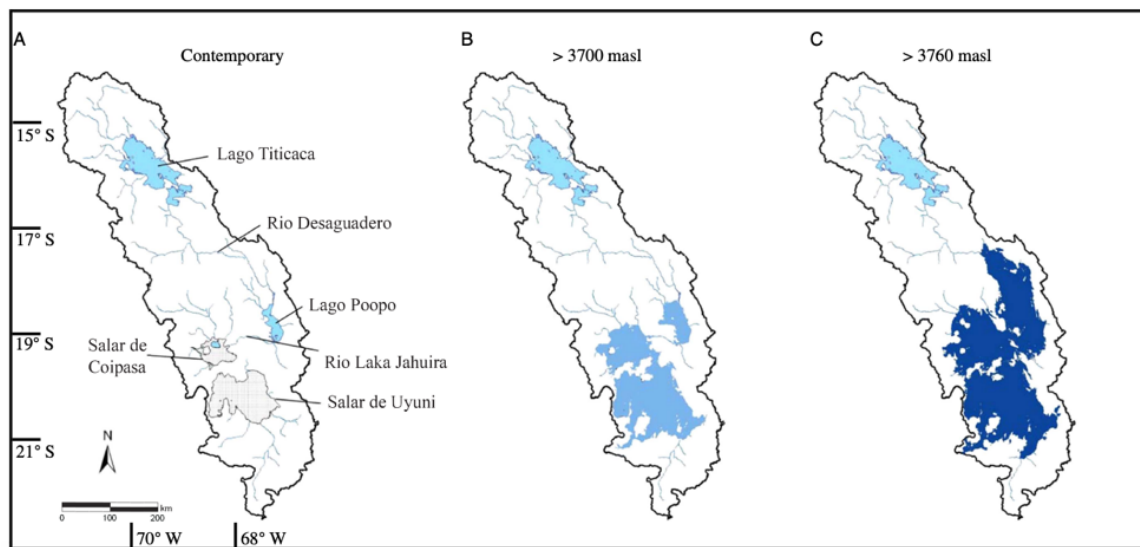 A
Contemporary
B
> 3700 masl
C
> 3760 masl
15° S
17° S
19° S
21° S
Lago Titicaca
Rio Desaguadero
Lago Poopo
Salar de
Coipasa
Rio Laka Jahuira
Salar de Uyuni
N
km
0 100 200
70° W 68° W